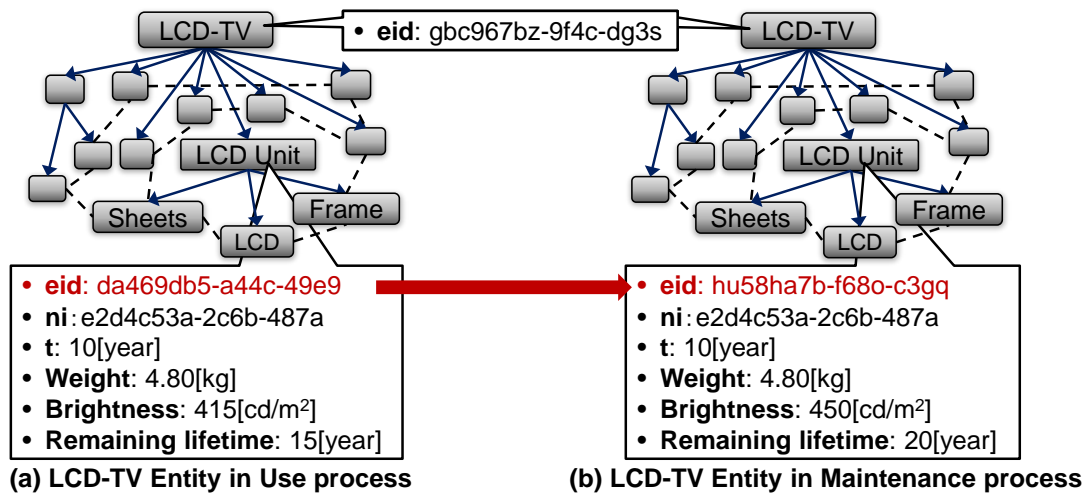 LCD-TV
• eid: gbc967bz-9f4c-dg3s
LCD-TV
LCD Unit
Sheets
Frame
LCD
LCD Unit
Sheets
Frame
LCD
• eid: da469db5-a44c-49e9
• ni:e2d4c53a-2c6b-487a
• t: 10[year]
• Weight: 4.80[kg]
• Brightness: 415[cd/m²]
• Remaining lifetime: 15[year]
• eid: hu58ha7b-f68o-c3gq
• ni:e2d4c53a-2c6b-487a
• t: 10[year]
• Weight: 4.80[kg]
• Brightness: 450[cd/m²]
• Remaining lifetime: 20[year]
(a) LCD-TV Entity in Use process
(b) LCD-TV Entity in Maintenance process